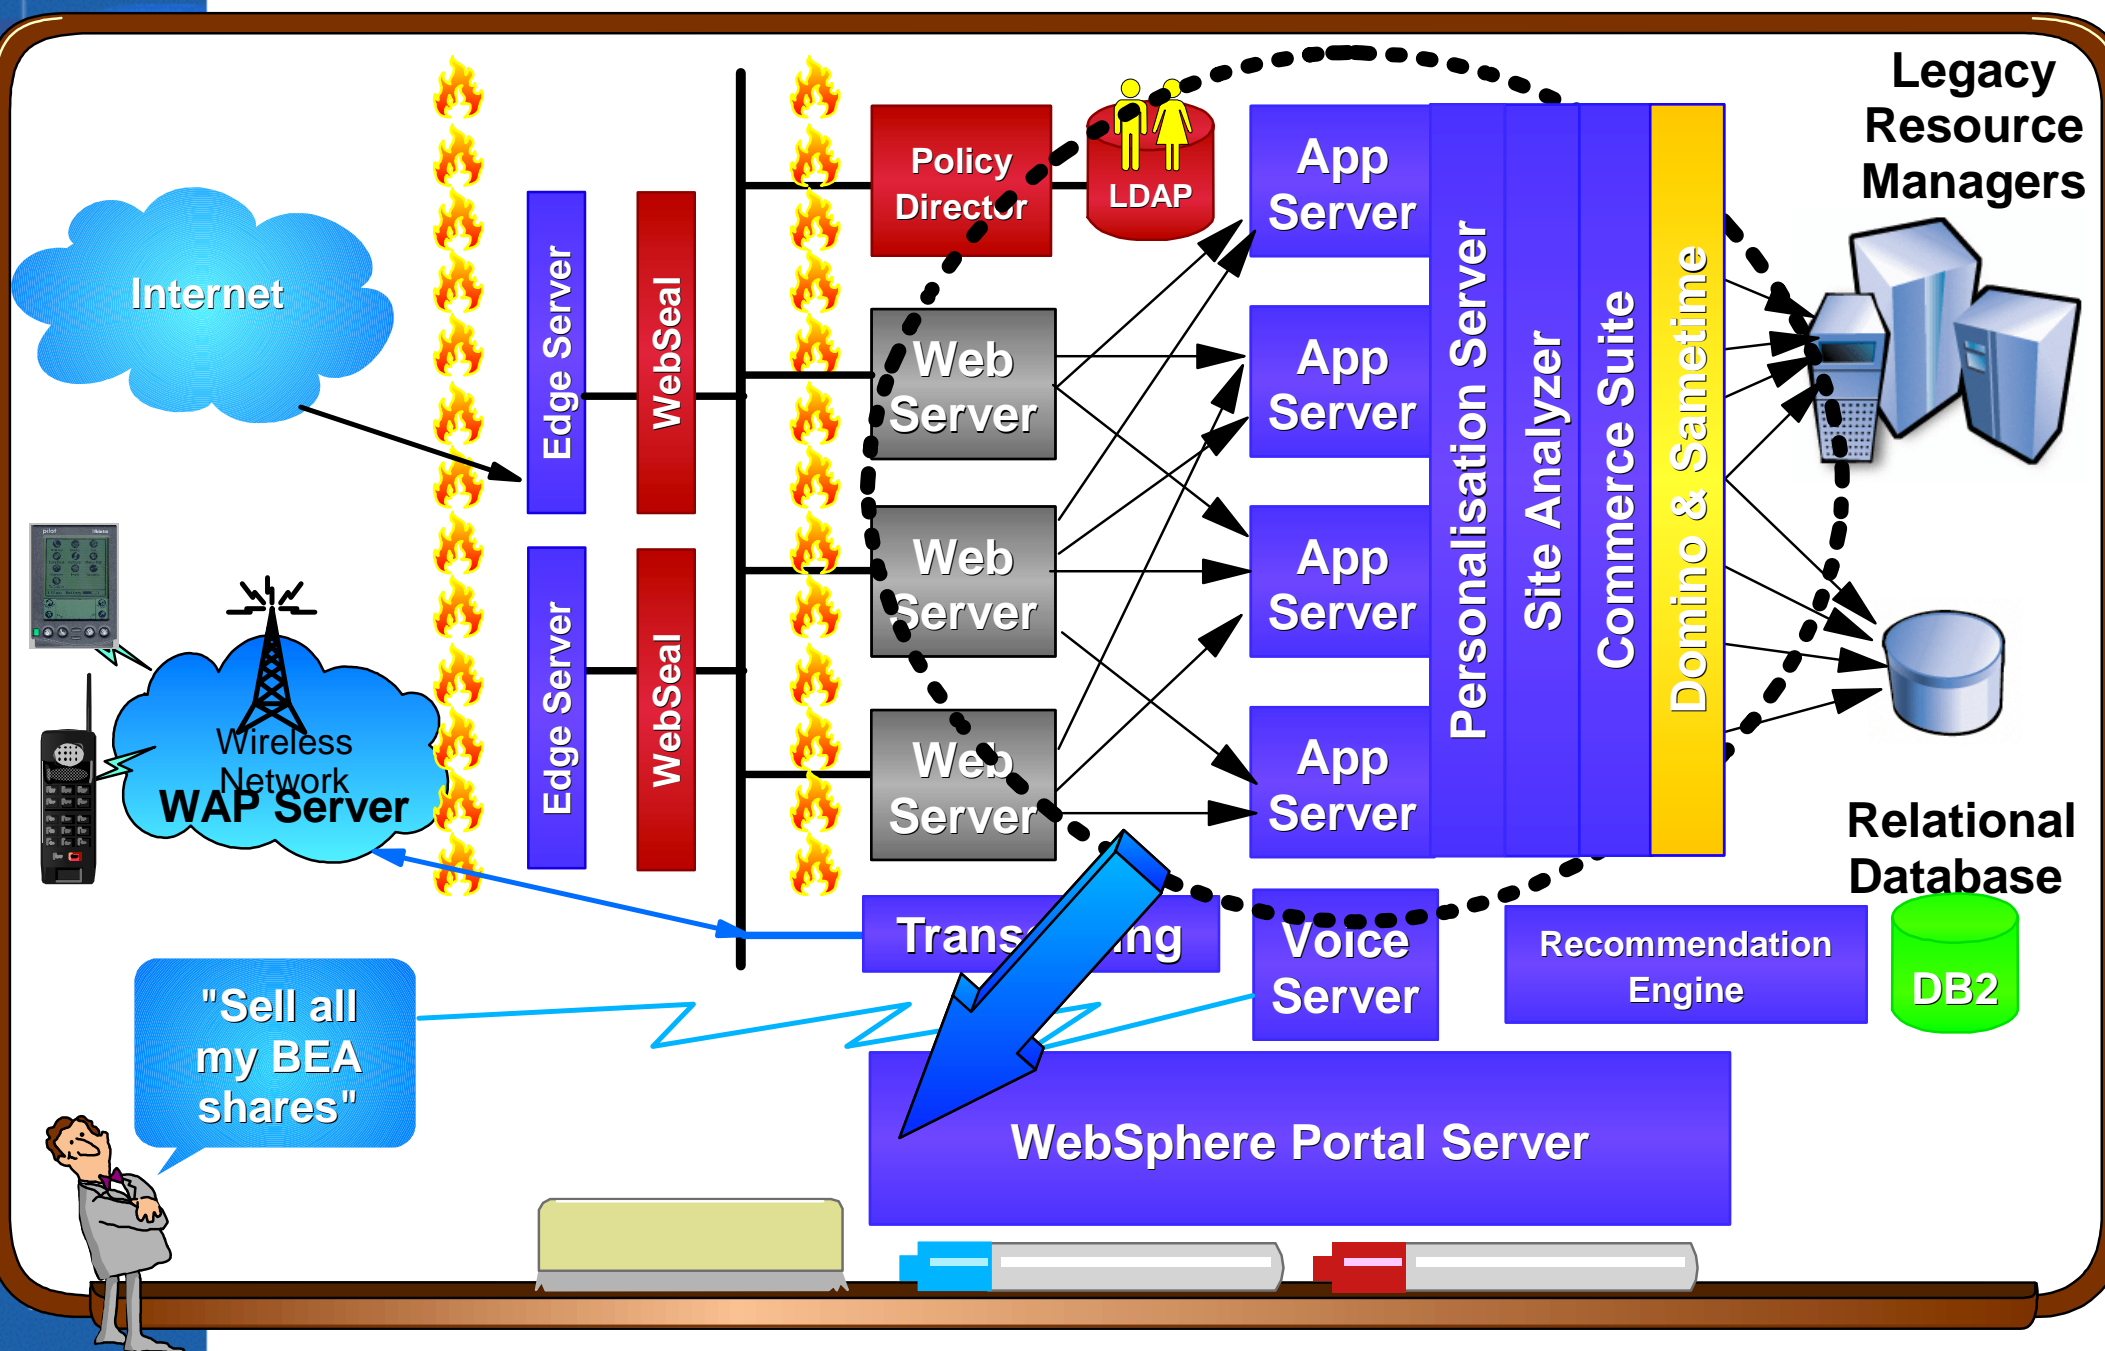 Legacy
Resource
Managers
Policy
Director
LDAP
App
Server
Internet
Edge Server
WebSeal
Web
Server
App
Server
Personalisation Server
Site Analyzer
Commerce Suite
Domino & Sametime
Web
Server
App
Server
pilot
Edge Server
WebSeal
Wireless
Network
WAP Server
Web
Server
App
Server
Relational
Database
Voice
Server
Recommendation
Engine
DB2
"Sell all
my BEA
shares"
WebSphere Portal Server